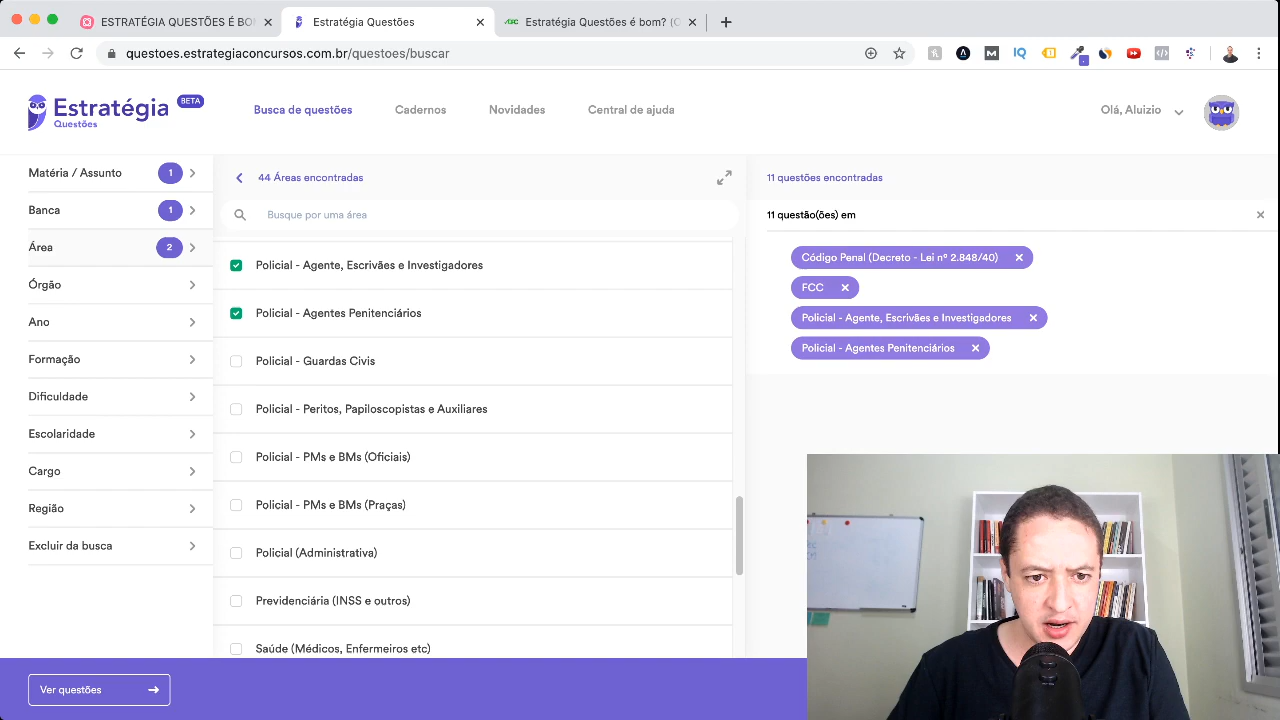 ESTRATÉGIA QUESTÕES É BO
Estratégia Questões
Estratégia Questões é bom? (C
questoes.estrategiaconcursos.com.br/questoes/buscar
Estratégia
BETA
Questões
Busca de questões
Cadernos
Novidades
Central de ajuda
Olá, Aluizio
Matéria / Assunto 1
Banca 1
Área 2
Órgão
Ano
Formação
Dificuldade
Escolaridade
Cargo
Região
Excluir da busca
Ver questões
44 Áreas encontradas
Busque por uma área
Policial - Agente, Escrivães e Investigadores
Policial - Agentes Penitenciários
Policial - Guardas Civis
Policial - Peritos, Papiloscopistas e Auxiliares
Policial - PMs e BMs (Oficiais)
Policial - PMs e BMs (Praças)
Policial (Administrativa)
Previdenciária (INSS e outros)
Saúde (Médicos, Enfermeiros etc)
11 questões encontradas
11 questão(ões) em
Código Penal (Decreto - Lei nº 2.848/40)
FCC
Policial - Agente, Escrivães e Investigadores
Policial - Agentes Penitenciários